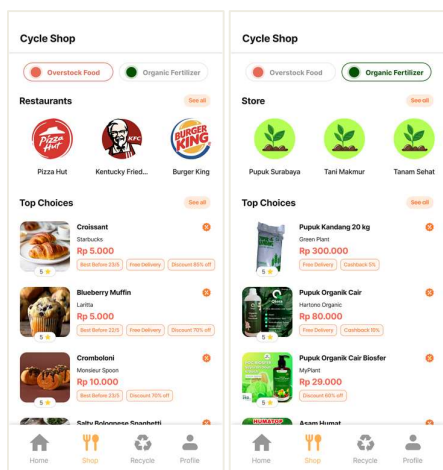 Cycle Shop
Overstock Food
Organic Fertilizer
Restaurants
See all
Pizza Hut
KFC
BURGER KING
Pizza Hut
Kentucky Fried...
Burger King
Top Choices
See all
Croissant
Starbucks
Rp 5.000
Best Before 23/5
Free Delivery
Discount 65% off
5
Blueberry Muffin
Laritta
Rp 5.000
Best Before 22/5
Free Delivery
Discount 70% off
5
Cromboloni
Monsieur Spoon
Rp 10.000
Best Before 23/5
Discount 70% off
5
Salty Bolognese Spaghetti
Home
Shop
Recycle
Profile
Cycle Shop
Overstock Food
Organic Fertilizer
Store
See all
Pupuk Surabaya
Tani Makmur
Tanam Sehat
Top Choices
See all
Pupuk Kandang 20 kg
Green Plant
Rp 300.000
Free Delivery
Cashback 5%
5
Pupuk Organik Cair
Hartono Organic
Rp 80.000
Free Delivery
Cashback 15%
5
Pupuk Organik Cair Biosfer
MyPlant
Rp 29.000
Discount 60% off
5
HUMATOP
Asam Humat
Home
Shop
Recycle
Profile